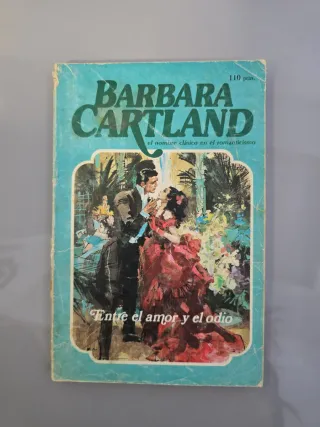 110 ptas.
BARBARA
CARTLAND
el nombre clásico en el romanticismo
Entre el amor y el odio